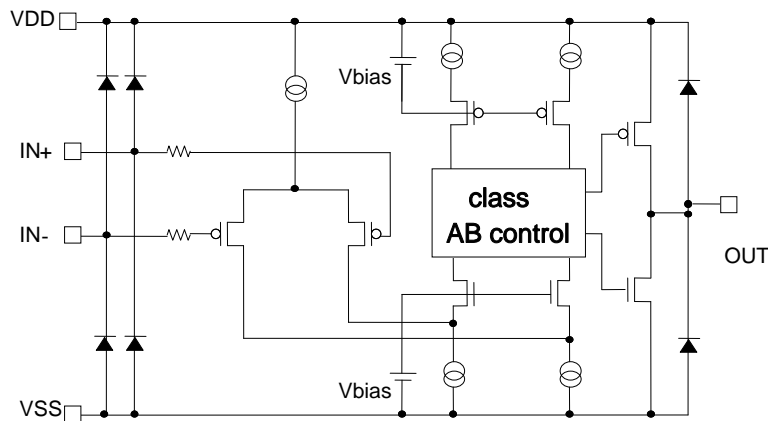 VDD
Vbias
IN+
class
AB control
IN-
OUT
Vbias
VSS